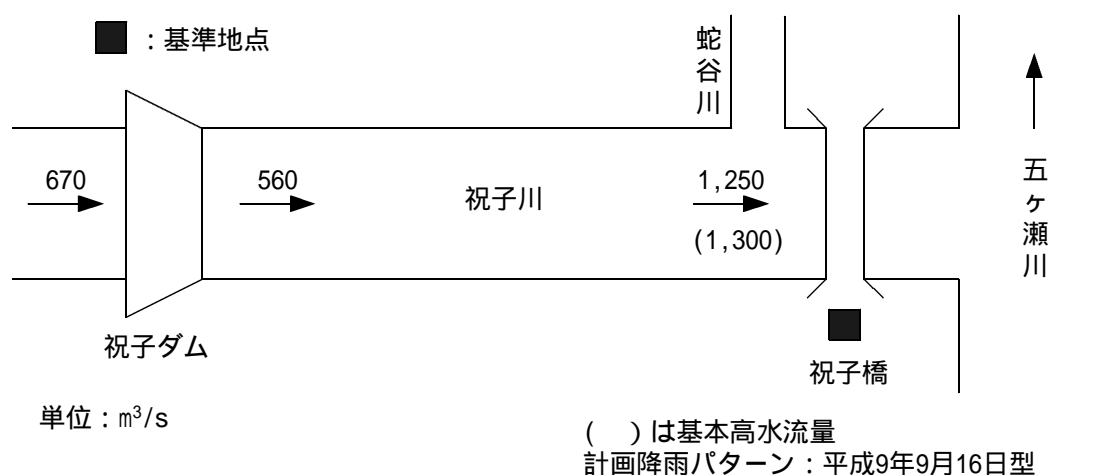 ：基準地点
蛇谷川
670
560
祝子川
1,250
(1,300)
五ヶ瀬川
祝子ダム
祝子橋
単位：m³/s
(　)は基本高水流量
計画降雨パターン：平成9年9月16日型